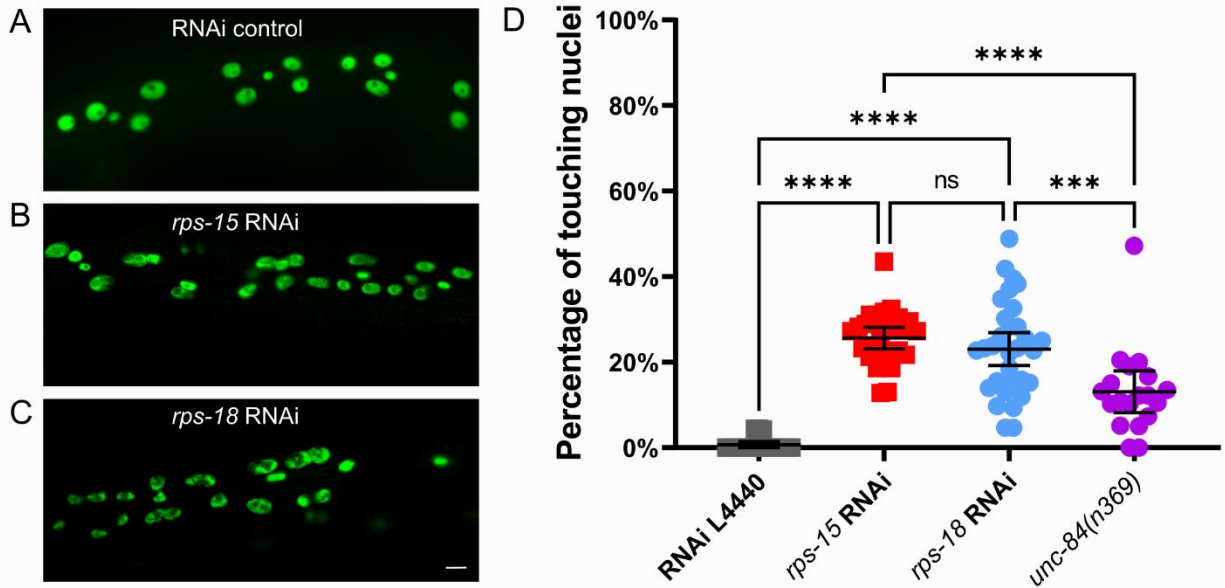 A
RNAi control
B
rps-15 RNAi
C
rps-18 RNAi
D
Percentage of touching nuclei
100%
80%
60%
40%
20%
0%
****
****
****
ns
***
RNAi L4440
rps-15 RNAi
rps-18 RNAi
unc-84(n369)